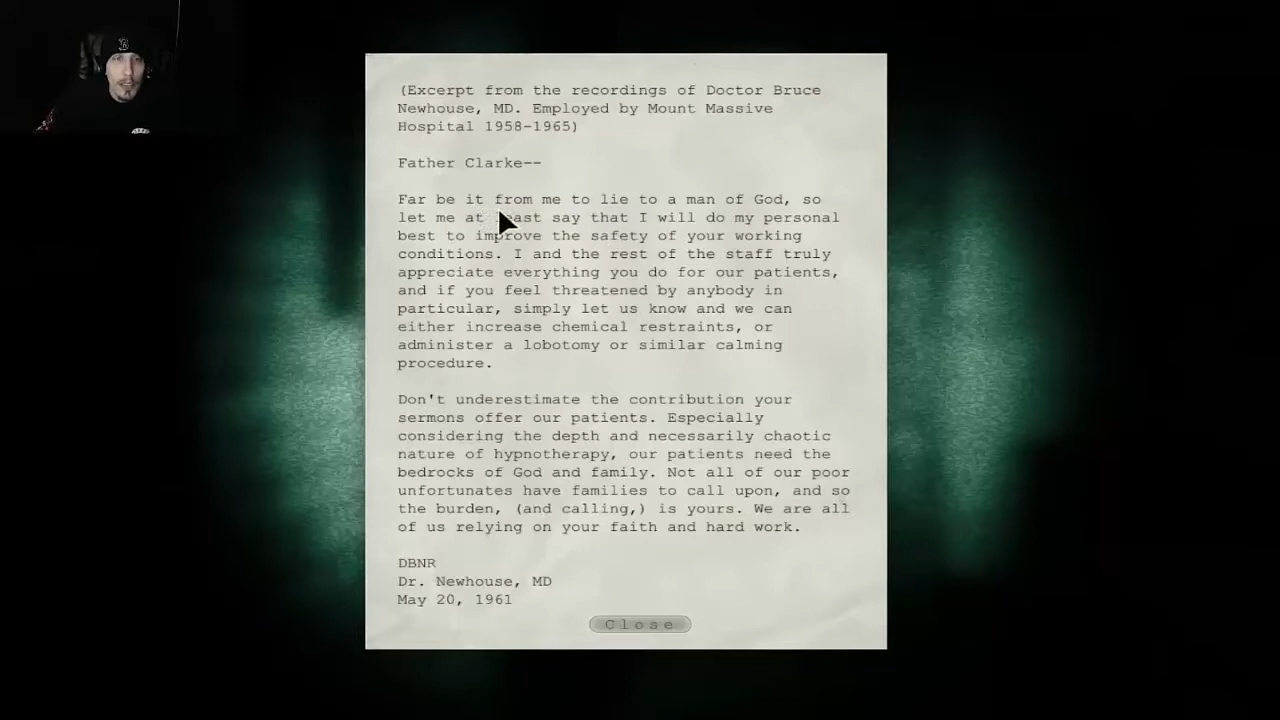 (Excerpt from the recordings of Doctor Bruce
Newhouse, MD. Employed by Mount Massive
Hospital 1958-1965)
Father Clarke--
Far be it from me to lie to a man of God, so
let me at least say that I will do my personal
best to improve the safety of your working
conditions. I and the rest of the staff truly
appreciate everything you do for our patients,
and if you feel threatened by anybody in
particular, simply let us know and we can
either increase chemical restraints, or
administer a lobotomy or similar calming
procedure.
Don't underestimate the contribution your
sermons offer our patients. Especially
considering the depth and necessarily chaotic
nature of hypnotherapy, our patients need the
bedrocks of God and family. Not all of our poor
unfortunates have families to call upon, and so
the burden, (and calling,) is yours. We are all
of us relying on your faith and hard work.
DBNR
Dr. Newhouse, MD
May 20, 1961
Close